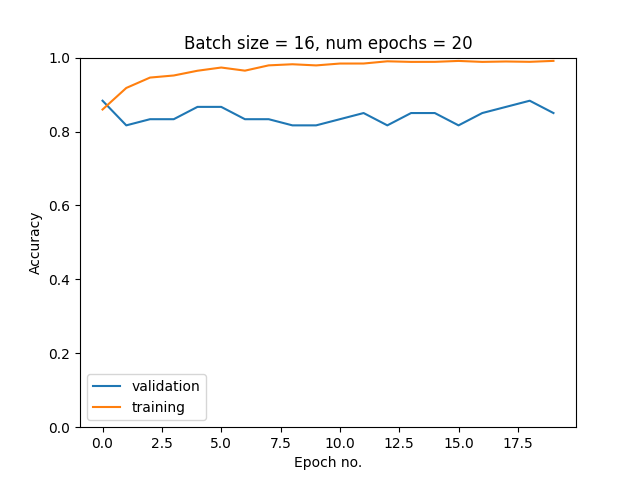 Batch size = 16, num epochs = 20
Accuracy
1.0
0.8
0.6
0.4
0.2
0.0
validation
training
0.0 2.5 5.0 7.5 10.0 12.5 15.0 17.5
Epoch no.